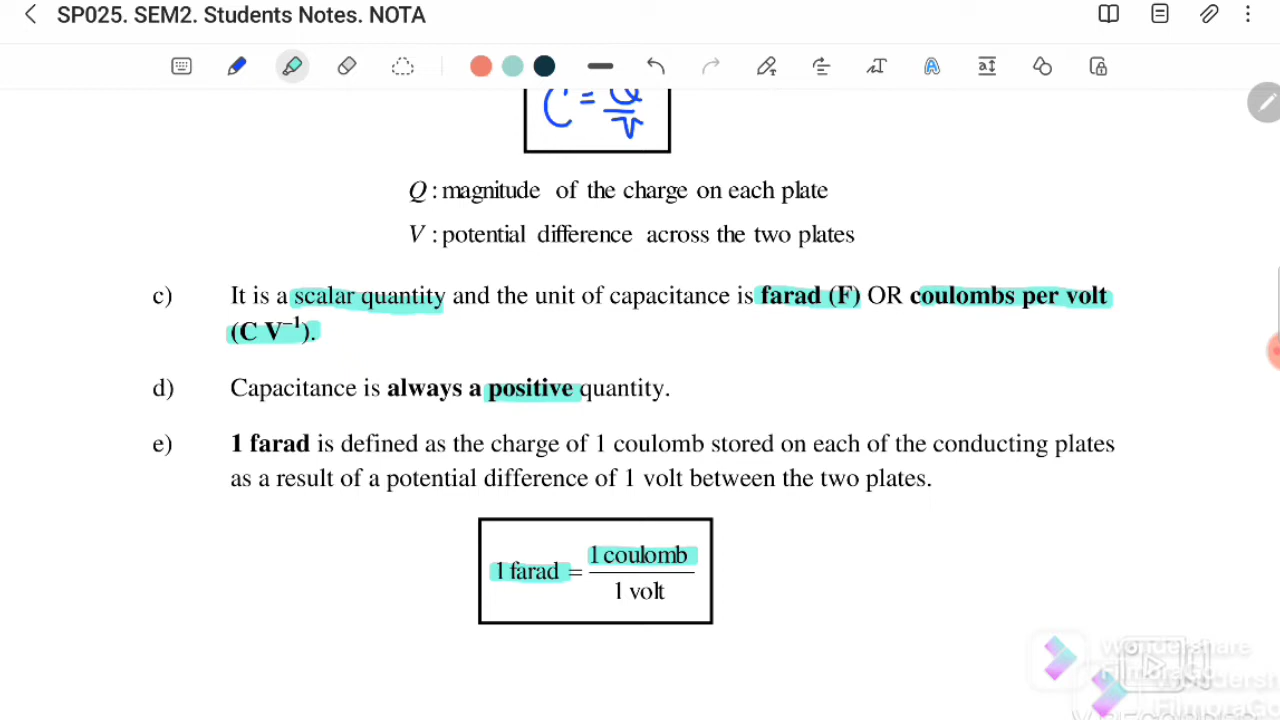 SP025. SEM2. Students Notes. NOTA
C = Q
V
Q : magnitude of the charge on each plate
V : potential difference across the two plates
c) It is a scalar quantity and the unit of capacitance is farad (F) OR coulombs per volt
(C V⁻¹).
d) Capacitance is always a positive quantity.
e) 1 farad is defined as the charge of 1 coulomb stored on each of the conducting plates
as a result of a potential difference of 1 volt between the two plates.
1 coulomb
1 farad =
1 volt
Wondershare
FilmoraGo